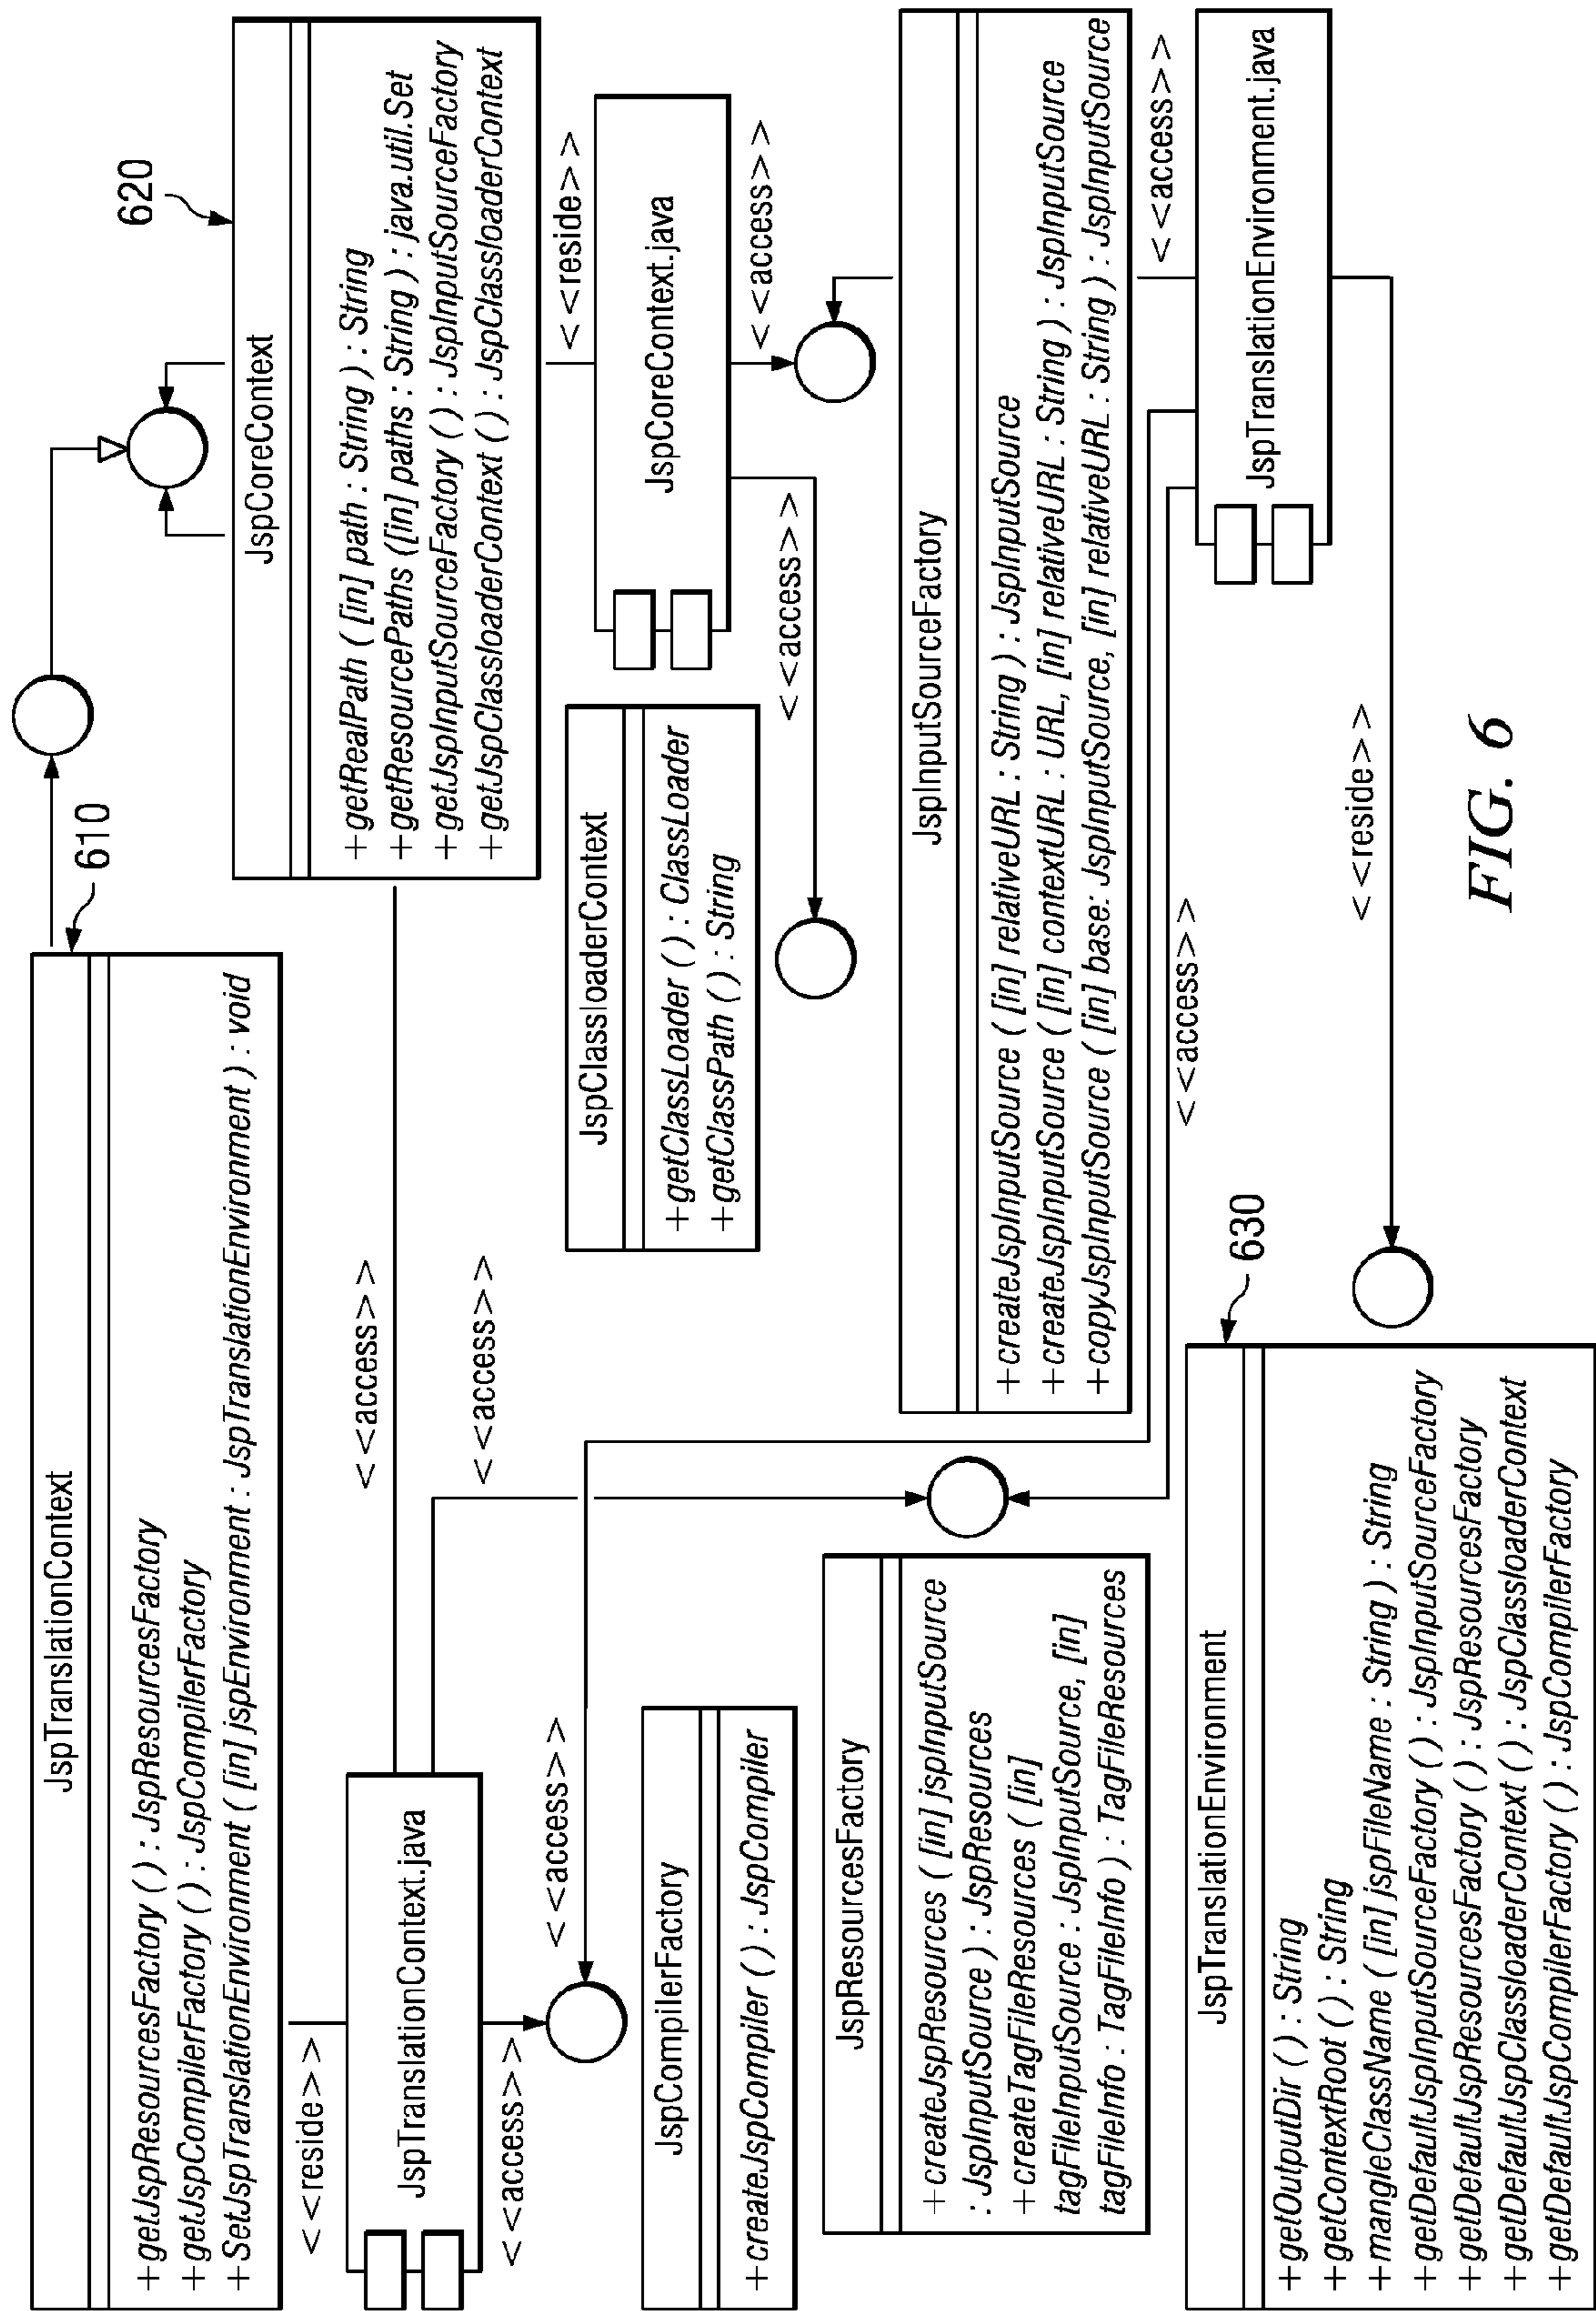 JspTranslationContext
+getJspResourcesFactory ( ) : JspResourcesFactory
+getJspCompilerFactory ( ) : JspCompilerFactory
+SetJspTranslationEnvironment ( [in] jspEnvironment : JspTranslationEnvironment ) : void
610
620
JspCoreContext
+getRealPath ( [in] path : String ) : String
+getResourcePaths ([in] paths : String ) : java.util.Set
+getJspInputSourceFactory ( ) : JspInputSourceFactory
+getJspClassloaderContext ( ) : JspClassloaderContext
<<reside>>
<<access>>
<<access>>
<<reside>>
JspTranslationContext.java
<<access>>
<<access>>
JspClassloaderContext
+getClassLoader ( ) : ClassLoader
+getClassPath ( ) : String
JspCoreContext.java
<<access>>
<<access>>
JspCompilerFactory
+createJspCompiler ( ) : JspCompiler
JspResourcesFactory
+createJspResources ( [in] jspInputSource
: JspInputSource ) : JspResources
+createTagFileResources ( [in]
tagFileInputSource : JspInputSource, [in]
tagFileInfo : TagFileInfo ) : TagFileResources
JspInputSourceFactory
+createJspInputSource ( [in] relativeURL : String ) : JspInputSource
+createJspInputSource ( [in] contextURL : URL, [in] relativeURL : String ) : JspInputSource
+copyJspInputSource ( [in] base: JspInputSource, [in] relativeURL : String ) : JspInputSource
<<access>>
<<access>>
JspTranslationEnvironment
630
+getOutputDir ( ) : String
+getContextRoot ( ) : String
+mangleClassName ( [in] jspFileName : String ) : String
+getDefaultJspInputSourceFactory ( ) : JspInputSourceFactory
+getDefaultJspResourcesFactory ( ) : JspResourcesFactory
+getDefaultJspClassloaderContext ( ) : JspClassloaderContext
+getDefaultJspCompilerFactory ( ) : JspCompilerFactory
JspTranslationEnvironment.java
<<reside>>
FIG. 6